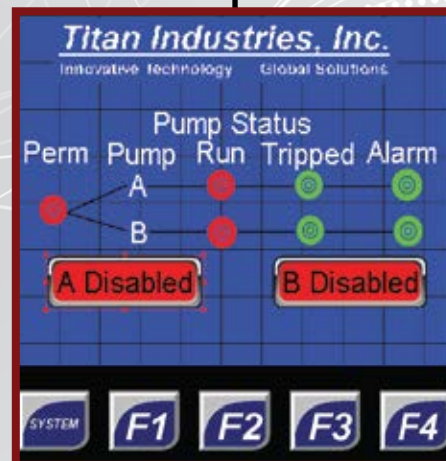 Titan Industries, Inc.
Innovative Technology Global Solutions
Pump Status
Perm Pump Run Tripped Alarm
A
B
A Disabled B Disabled
SYSTEM F1 F2 F3 F4